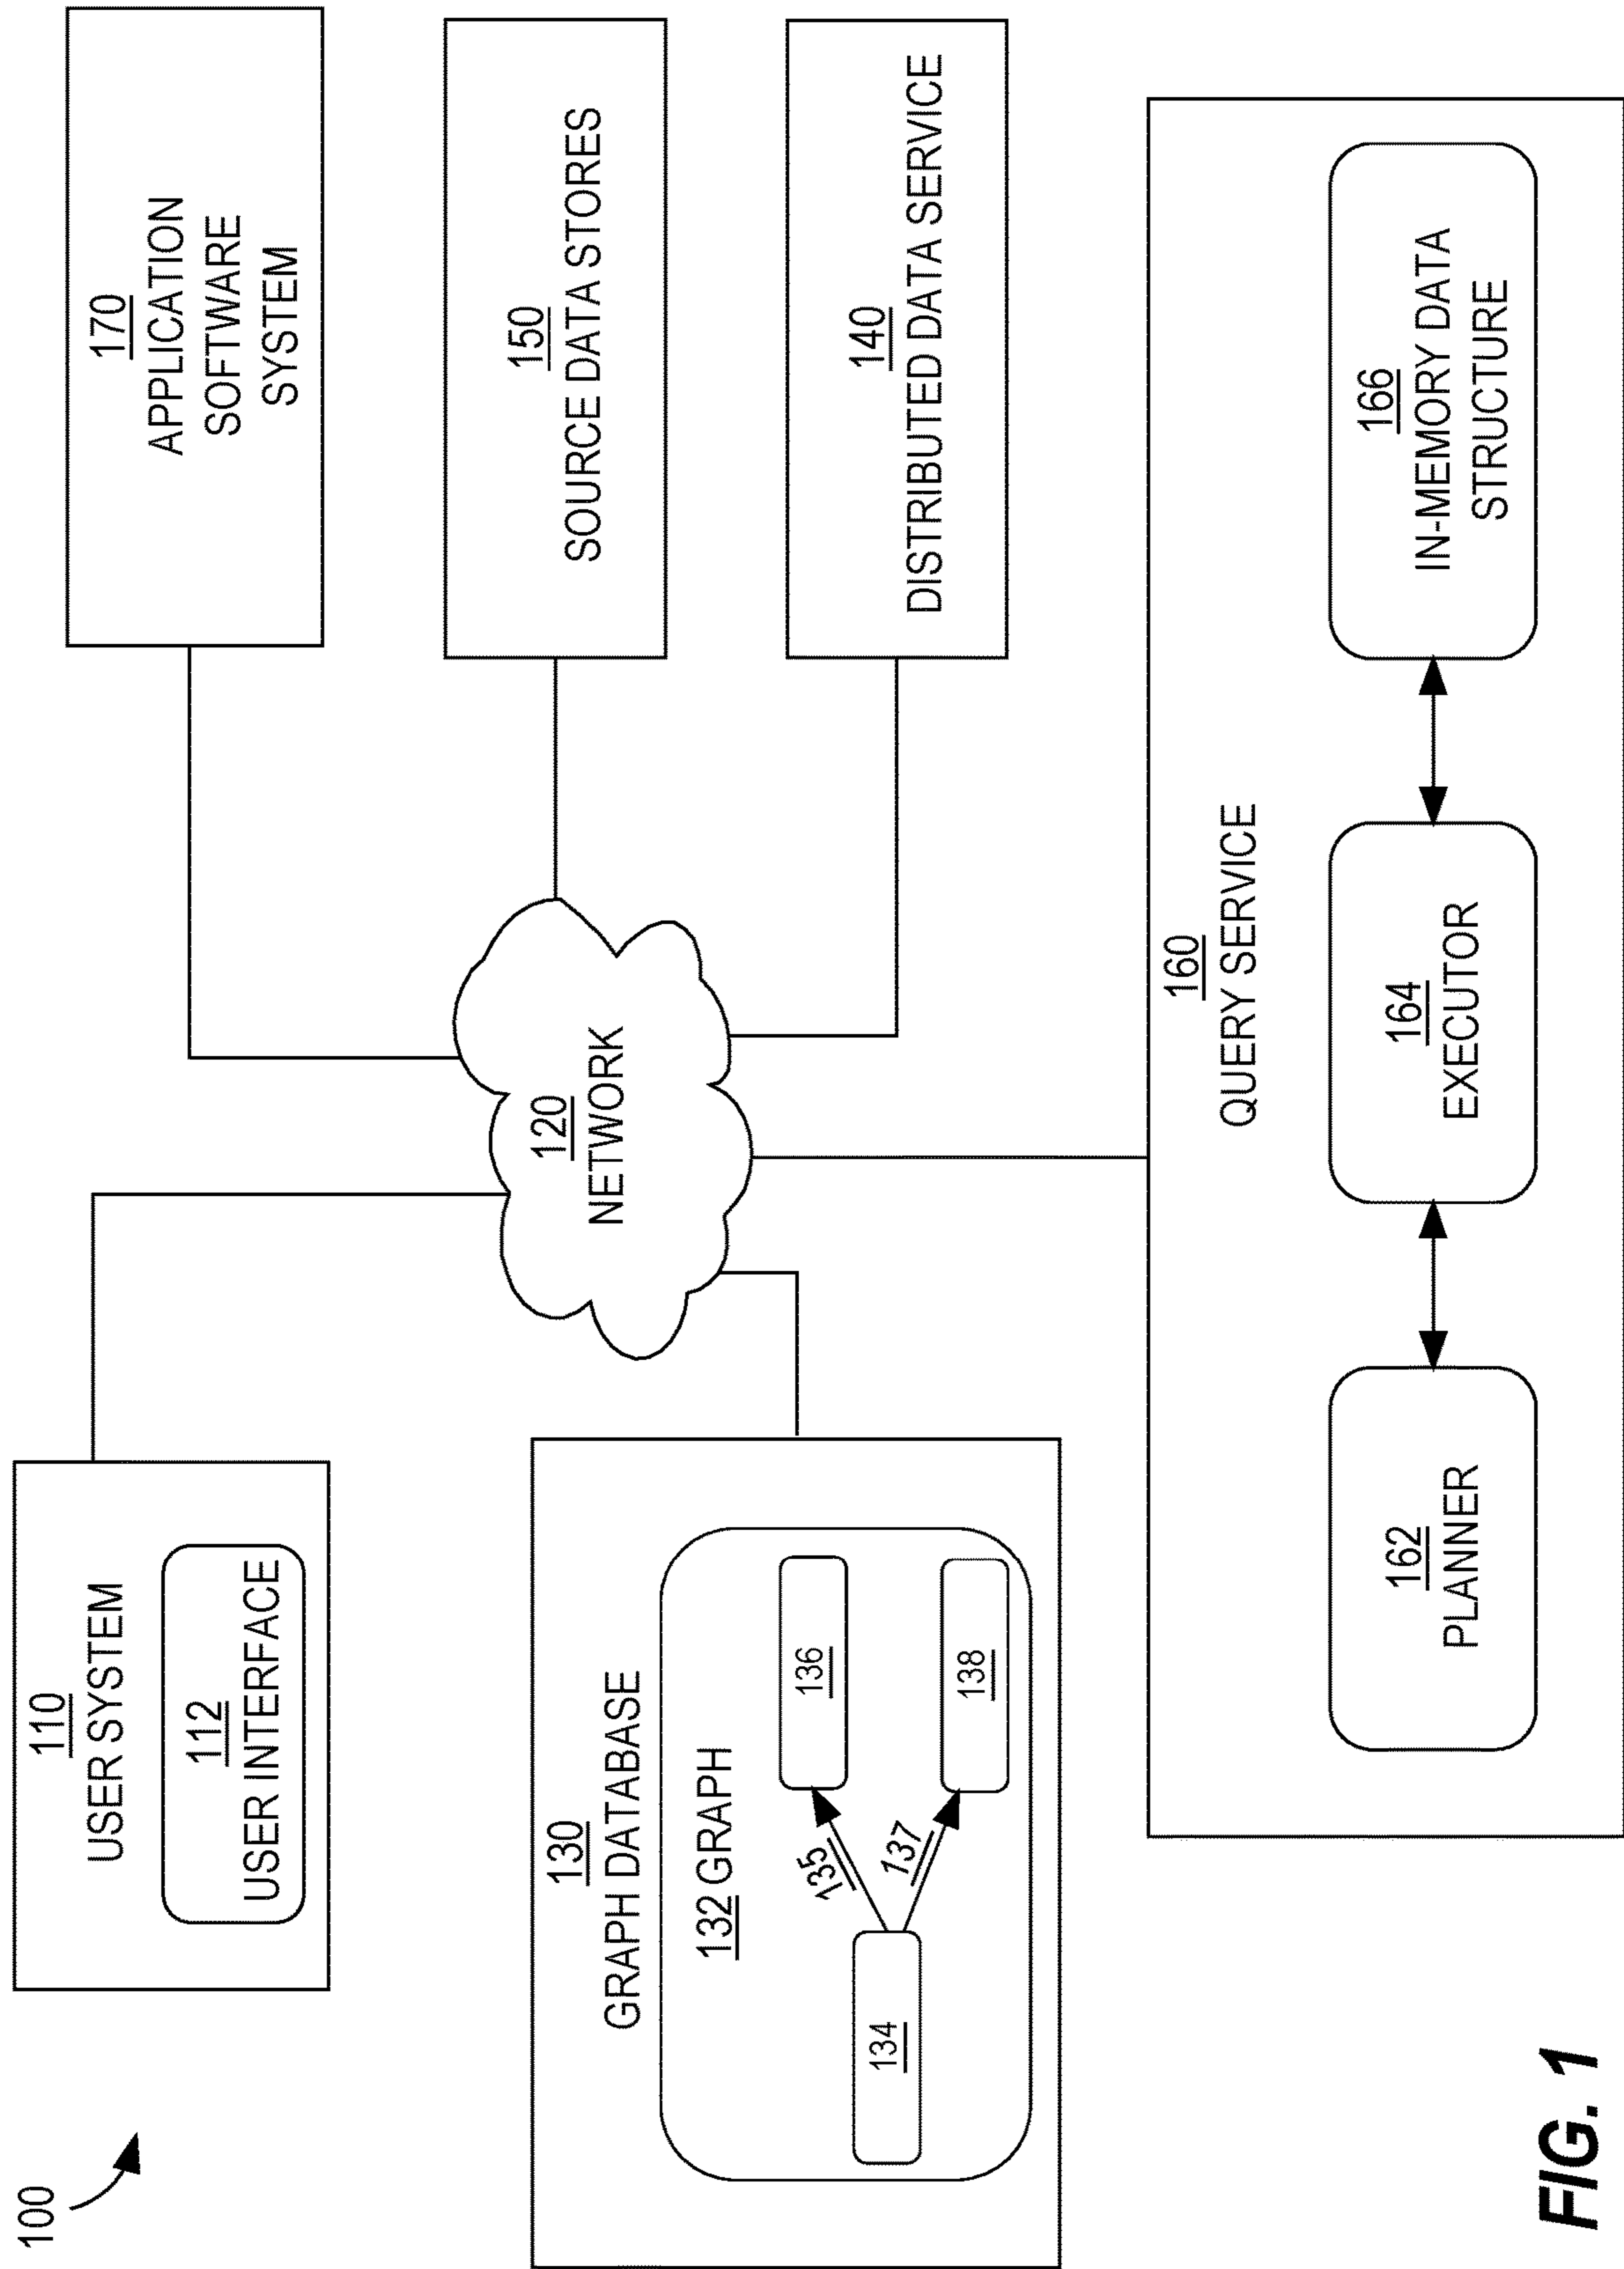 100
110
USER SYSTEM
112
USER INTERFACE
170
APPLICATION
SOFTWARE
SYSTEM
120
NETWORK
150
SOURCE DATA STORES
130
GRAPH DATABASE
132 GRAPH
134
135
136
137
138
140
DISTRIBUTED DATA SERVICE
160
QUERY SERVICE
162
PLANNER
164
EXECUTOR
166
IN-MEMORY DATA
STRUCTURE
FIG. 1